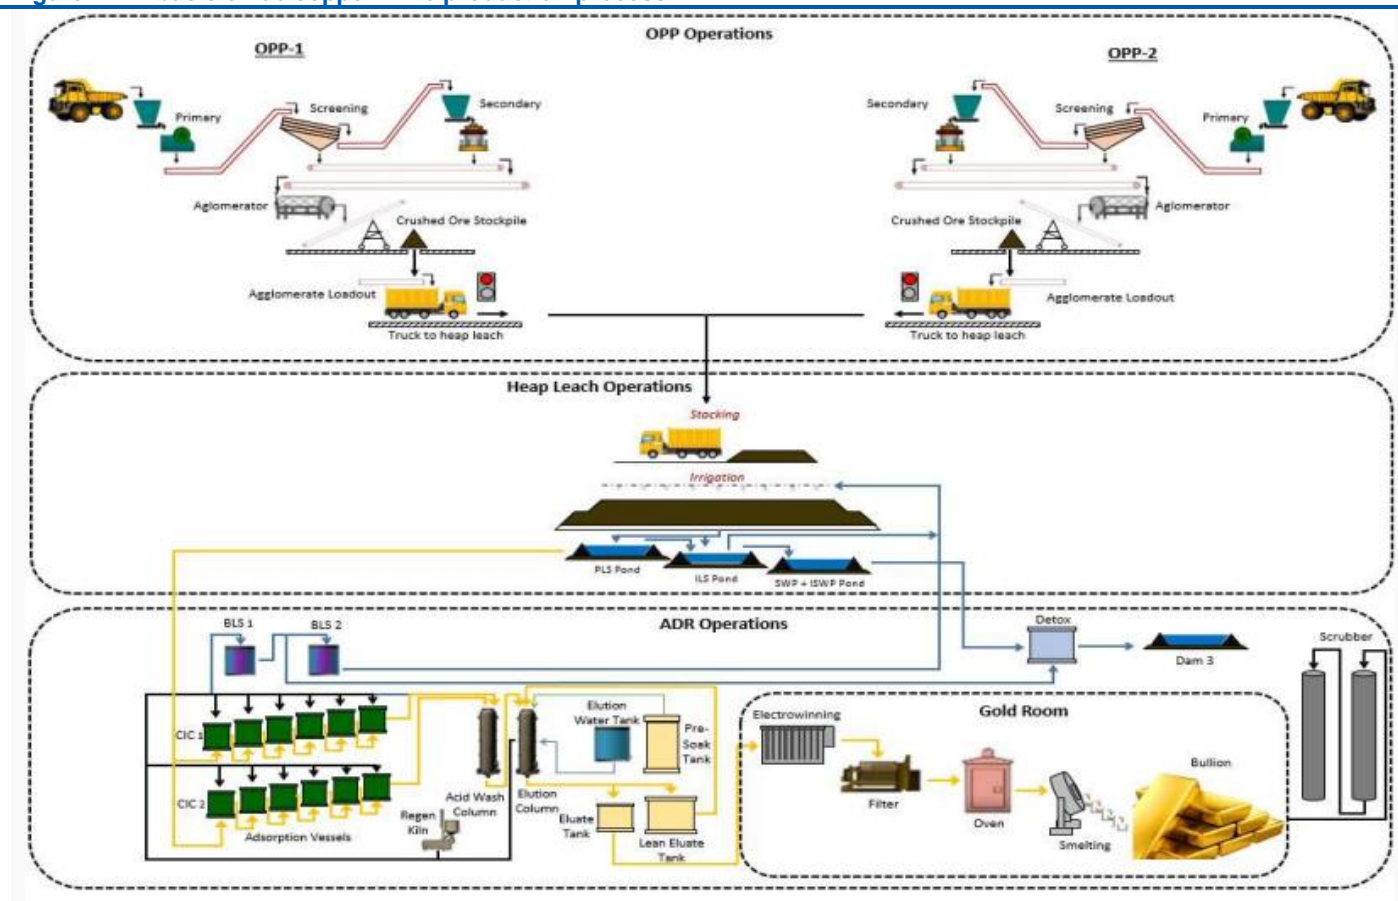 OPP Operations
OPP-1
OPP-2
Screening
Secondary
Primary
Secondary
Screening
Primary
Aglomerator
Crushed Ore Stockpile
Crushed Ore Stockpile
Aglomerator
Agglomerate Loadout
Agglomerate Loadout
Truck to heap leach
Truck to heap leach
Heap Leach Operations
Stacking
Irrigation
PLS Pond
ILS Pond
SWP + ISWP Pond
ADR Operations
BLS 1
BLS 2
Detox
Dam 3
Scrubber
CIC 1
CIC 2
Adsorption Vessels
Regen
Kiln
Acid Wash
Column
Elution
Column
Elution
Water Tank
Pre-
Soak
Tank
Eluate
Tank
Lean Eluate
Tank
Gold Room
Electrowinning
Filter
Oven
Smelting
Bullion